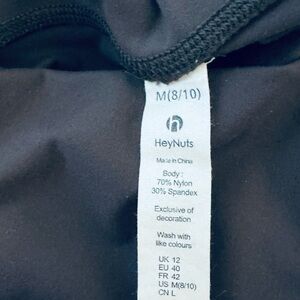 M(8/10)
HeyNuts
Made in China
Body :
70% Nylon
30% Spandex
Exclusive of
decoration
Wash with
like colours
UK 12
EU 40
FR 42
US M(8/10)
CN L